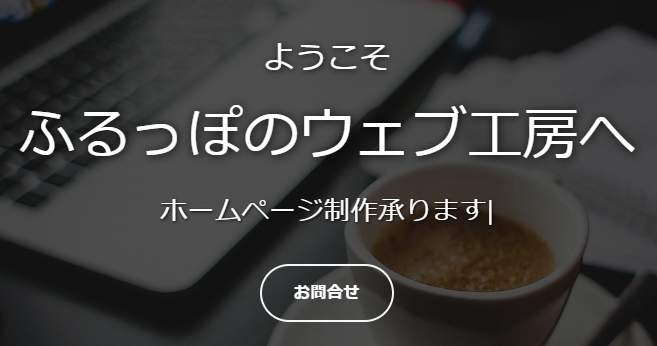 ようこそ
ふるっぽのウェブ工房へ
ホームページ制作承ります|
お問合せ